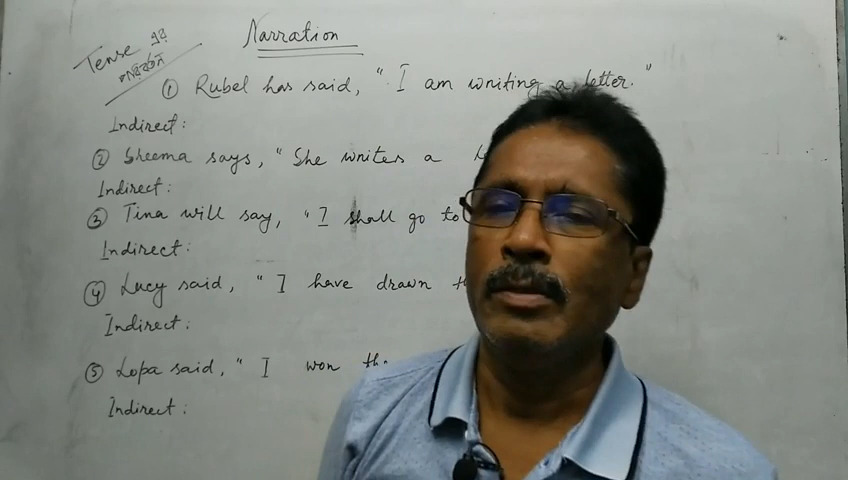 Narration
Tense এর
পরিবর্তন
① Rubel has said, "I am writing a letter."
Indirect:
② Sheema says, "She writes a
Indirect:
③ Tina will say, "I shall go to
Indirect:
④ Lucy said, "I have drawn
Indirect:
⑤ Lopa said, "I won the
Indirect: